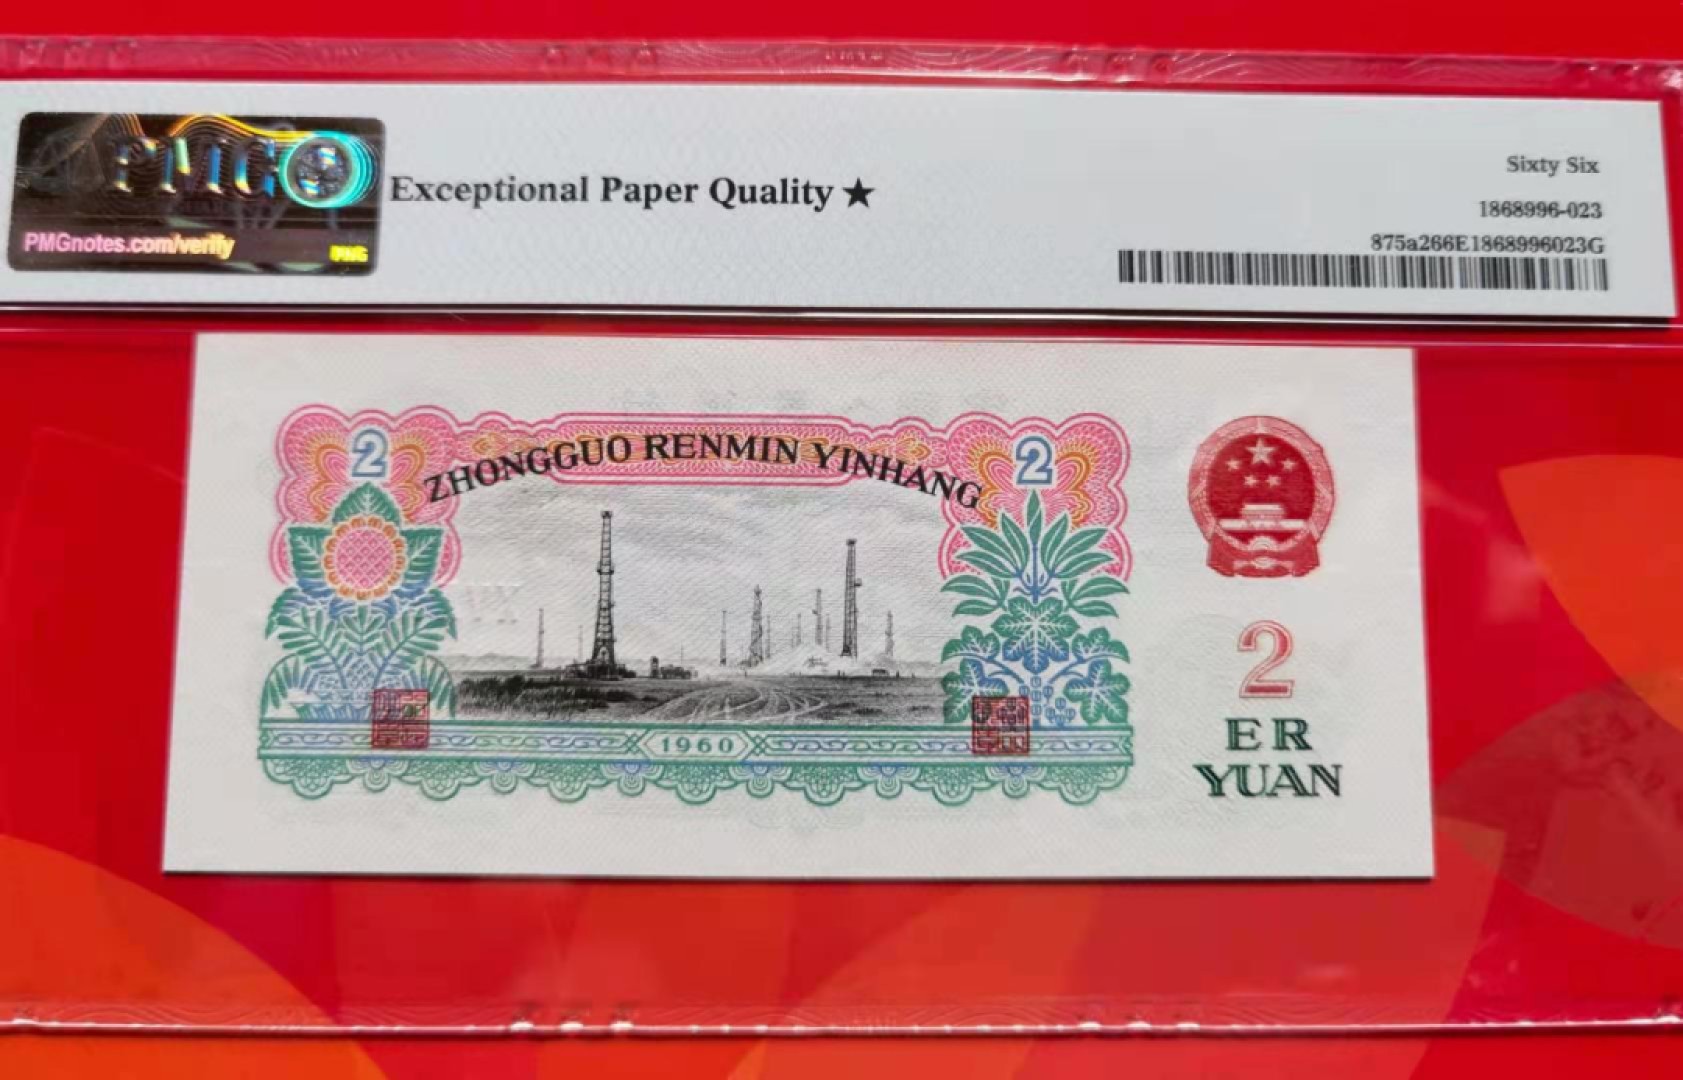 PMG
PMGnotes.com/verify
PMG
Exceptional Paper Quality ★
Sixty Six
1868996-023
875a266E1868996023G
2
ZHONGGUO RENMIN YINHANG
2
1960
2
ER
YUAN